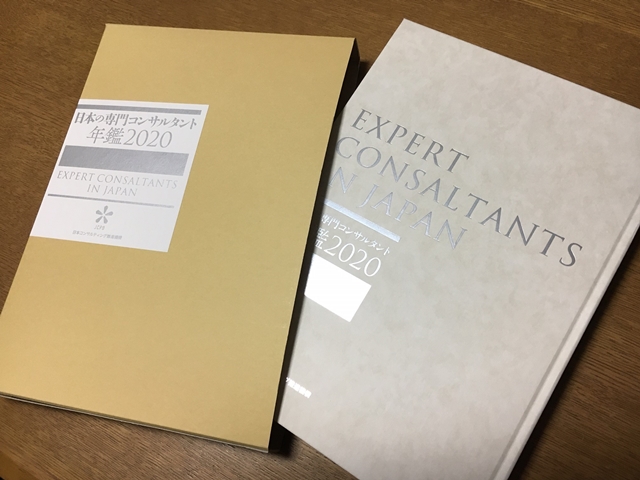 日本の専門コンサルタント
年鑑2020
EXPERT CONSALTANTS
IN JAPAN
EXPERT
CONSALTANTS
IN JAPAN
専門コンサルタント
鑑2020